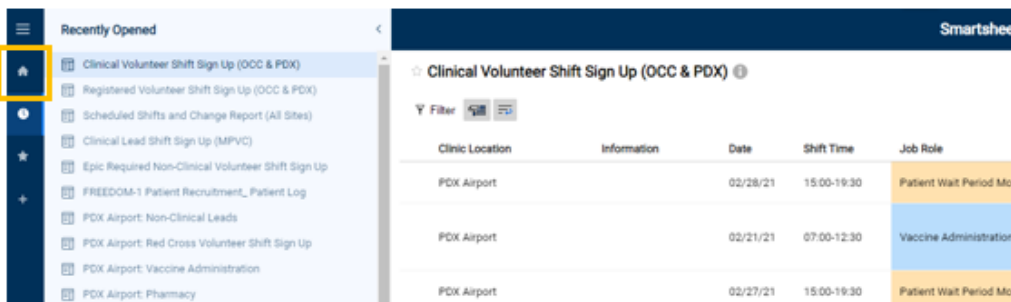 Recently Opened
Smartshee
Clinical Volunteer Shift Sign Up (OCC & PDX)
Registered Volunteer Shift Sign Up (OCC & PDX)
Scheduled Shifts and Change Report (All Sites)
Clinical Lead Shift Sign Up (MPVC)
Epic Required Non-Clinical Volunteer Shift Sign Up
FREEDOM-1 Patient Recruitment_ Patient Log
PDX Airport: Non-Clinical Leads
PDX Airport: Red Cross Volunteer Shift Sign Up
PDX Airport: Vaccine Administration
PDX Airport: Pharmacy
Clinical Volunteer Shift Sign Up (OCC & PDX)
Filter
Clinic Location Information Date Shift Time Job Role
PDX Airport 02/28/21 15:00-19:30 Patient Wait Period Mo
PDX Airport 02/21/21 07:00-12:30 Vaccine Administration
PDX Airport 02/27/21 15:00-19:30 Patient Wait Period Mo